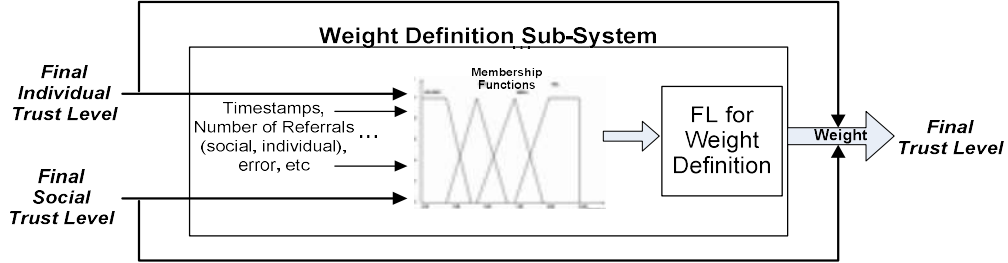 Weight Definition Sub-System
...
Final
Individual
Trust Level
Membership
Functions
Timestamps,
Number of Referrals
(social, individual),
error, etc
...
FL for
Weight
Definition
Weight
Final
Trust Level
Final
Social
Trust Level